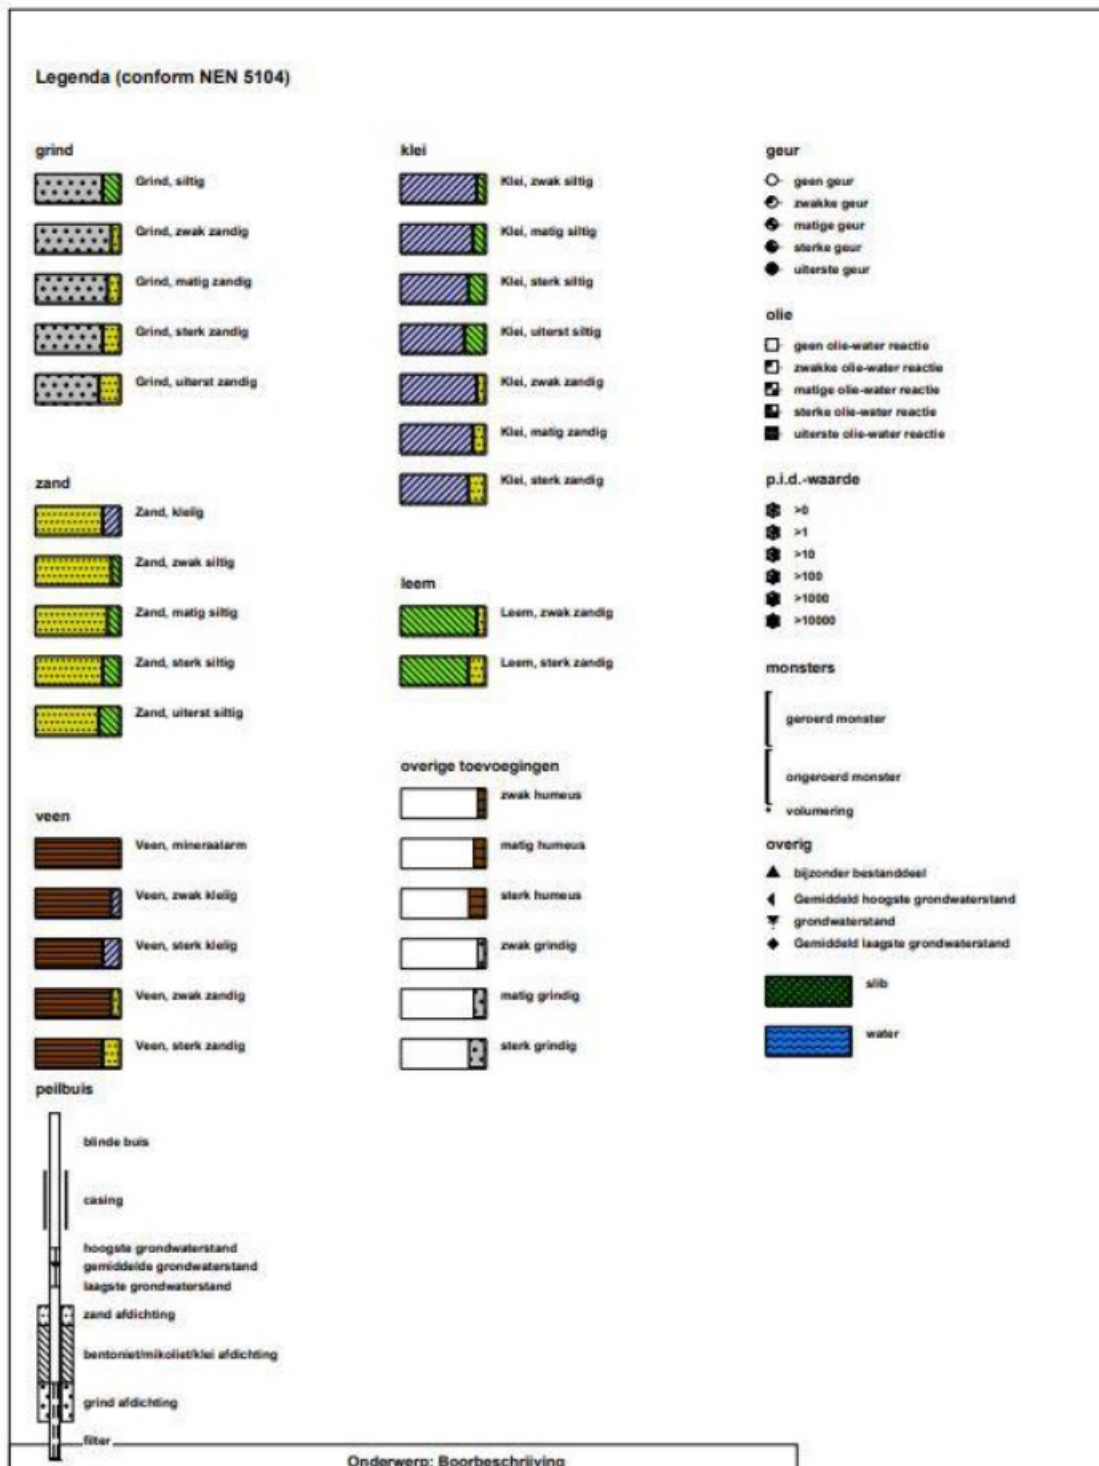 Legenda (conform NEN 5104)
grind
Grind, siltig
Grind, zwak zandig
Grind, matig zandig
Grind, sterk zandig
Grind, uiterst zandig
zand
Zand, kleiig
Zand, zwak siltig
Zand, matig siltig
Zand, sterk siltig
Zand, uiterst siltig
veen
Veen, mineraalarm
Veen, zwak kleiig
Veen, sterk kleiig
Veen, zwak zandig
Veen, sterk zandig
peilbuis
blinde buis
casing
hoogste grondwaterstand
gemiddelde grondwaterstand
laagste grondwaterstand
zand afdichting
bentoniet/mikoliet/klei afdichting
grind afdichting
filter
klei
Klei, zwak siltig
Klei, matig siltig
Klei, sterk siltig
Klei, uiterst siltig
Klei, zwak zandig
Klei, matig zandig
Klei, sterk zandig
leem
Leem, zwak zandig
Leem, sterk zandig
overige toevoegingen
zwak humeus
matig humeus
sterk humeus
zwak grindig
matig grindig
sterk grindig
geur
geen geur
zwakke geur
matige geur
sterke geur
uiterste geur
olie
geen olie-water reactie
zwakke olie-water reactie
matige olie-water reactie
sterke olie-water reactie
uiterste olie-water reactie
p.i.d.-waarde
>0
>1
>10
>100
>1000
>10000
monsters
geroerd monster
ongeroerd monster
volumering
overig
bijzonder bestanddeel
Gemiddeld hoogste grondwaterstand
grondwaterstand
Gemiddeld laagste grondwaterstand
slib
water
Onderwerp: Boorbeschrijving